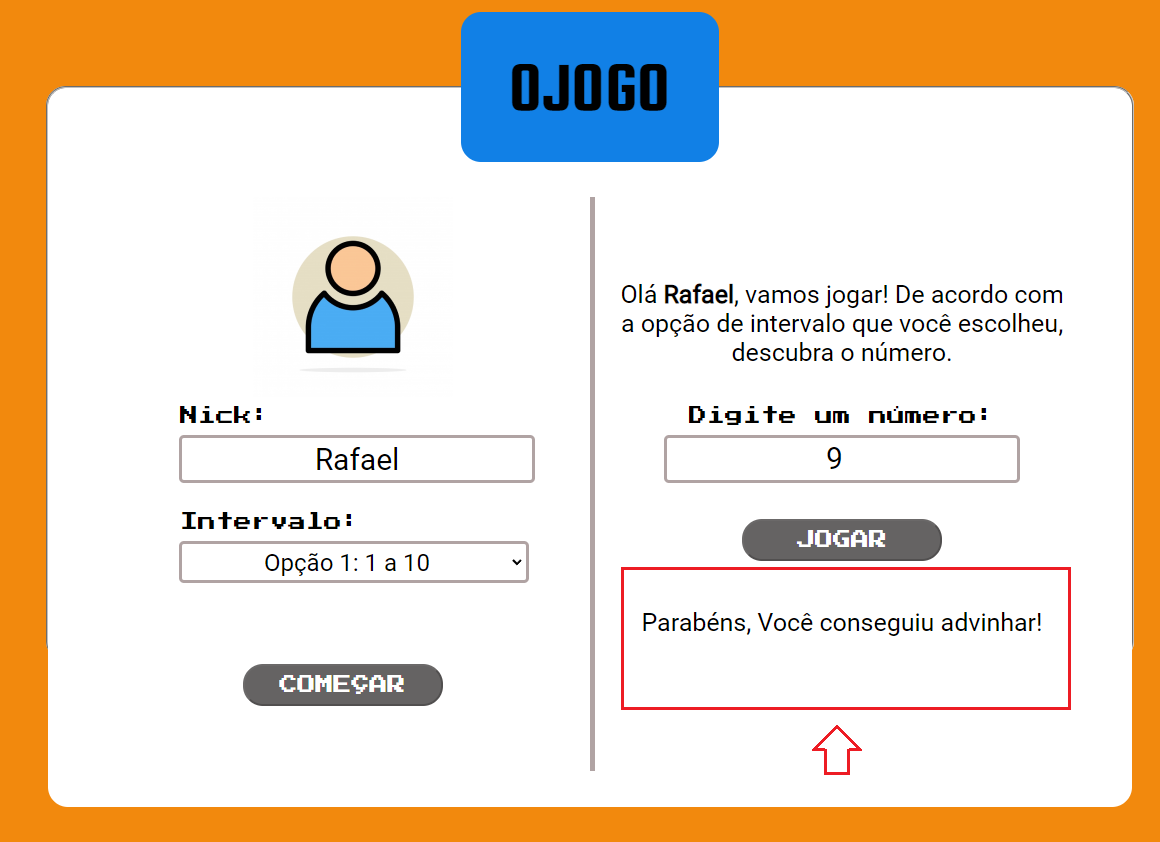 OJOGO
Nick:
Rafael
Intervalo:
Opção 1: 1 a 10
COMEÇAR
Olá Rafael, vamos jogar! De acordo com
a opção de intervalo que você escolheu,
descubra o número.
Digite um número:
9
JOGAR
Parabéns, Você conseguiu advinhar!